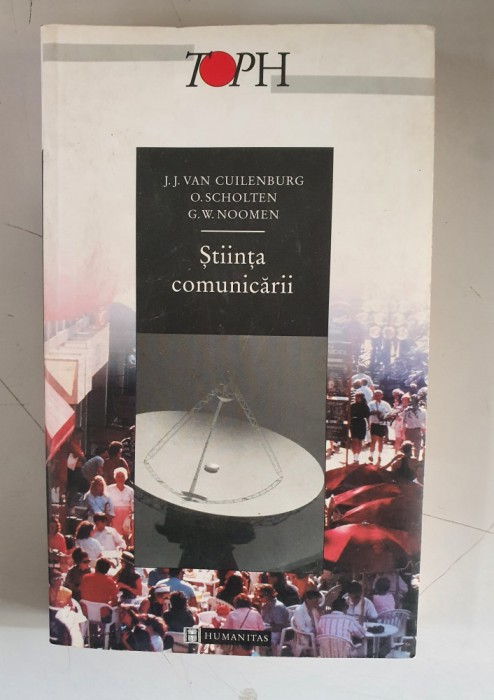 TOPH
J. J. VAN CUILENBURG
O. SCHOLTEN
G. W. NOOMEN
Știința
comunicării
HUMANITAS